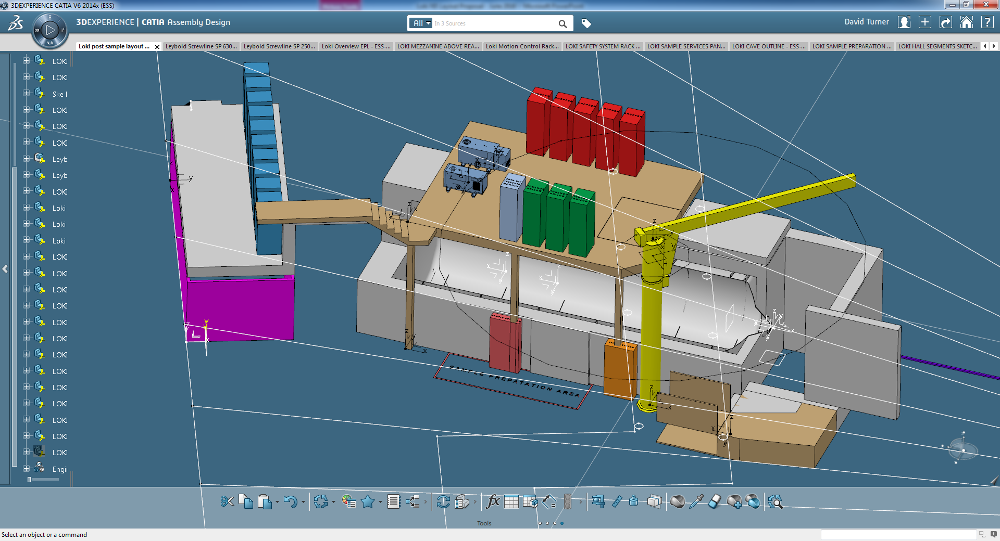 3DEXPERIENCE CATIA V6 2014x (ESS)
3DEXPERIENCE | CATIA Assembly Design
All
In 3 Sources
David Turner
3D
V.R
Loki post sample layout ...
Leybold Screwline SP 630...
Leybold Screwline SP 250...
Loki Overview EPL - ESS-...
LOKI MEZZANINE ABOVE REA...
Loki Motion Control Rack...
LOKI SAFETY SYSTEM RACK ...
LOKI SAMPLE SERVICES PAN...
LOKI CAVE OUTLINE - ESS-...
LOKI SAMPLE PREPARATION ...
LOKI HALL SEGMENTS SKETC...
LOKI
LOKI
Ske l
LOKI
LOKI
LOKI
Leyb
Leyb
LOKI
Loki
Loki
Loki
LOKI
LOKI
LOKI
LOKI
LOKI
LOKI
LOKI
LOKI
LOKI
LOKI
LOKI
LOKI
LOKI
Engii
SAMPLE PREPATATION AREA
fx
Tools
Select an object or a command